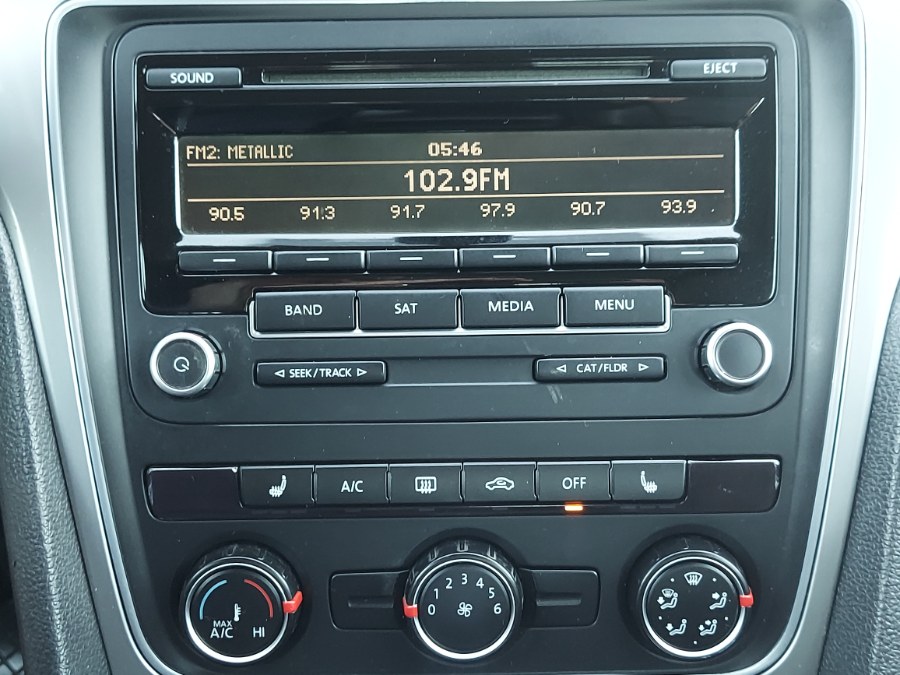 SOUND EJECT
FM2: METALLIC 05:46
102.9FM
90.5 91.3 91.7 97.9 90.7 93.9
BAND SAT MEDIA MENU
SEEK/TRACK CAT/FLDR
A/C OFF
MAX
A/C HI
0 1 2 3 4 5 6